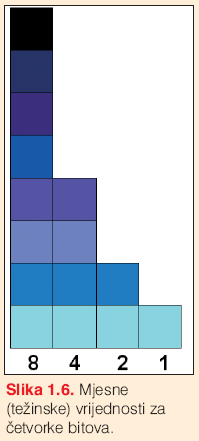 8 4 2 1
Slika 1.6. Mjesne
(težinske) vrijednosti za
četvorke bitova.